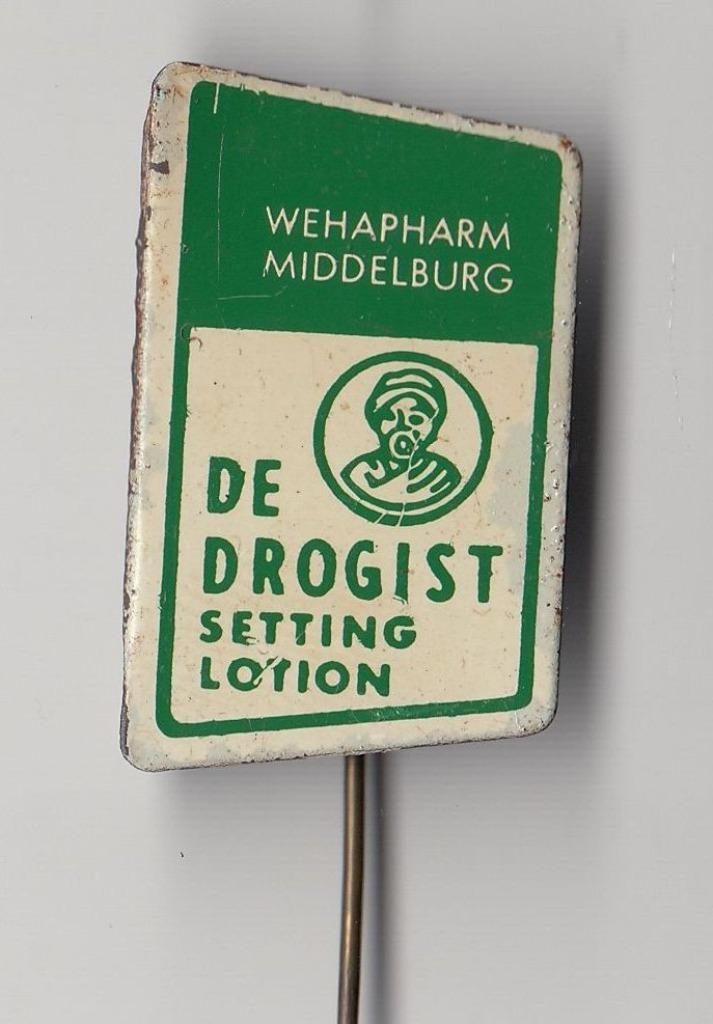 WEHAPHARM
MIDDELBURG
DE
DROGIST
SETTING
LOTION